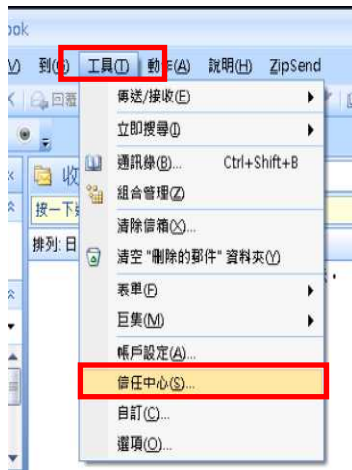 ook
V) 到(G) 工具(T) 動作(A) 說明(H) ZipSend
回覆
傳送/接收(E)
立即搜尋(I)
收
通訊錄(B)... Ctrl+Shift+B
組合管理(Z)
按一下
清除信箱(X)...
排列: 日
清空 "刪除的郵件" 資料夾(Y)
表單(F)
巨集(M)
帳戶設定(A)...
信任中心(S)...
自訂(C)...
選項(O)...